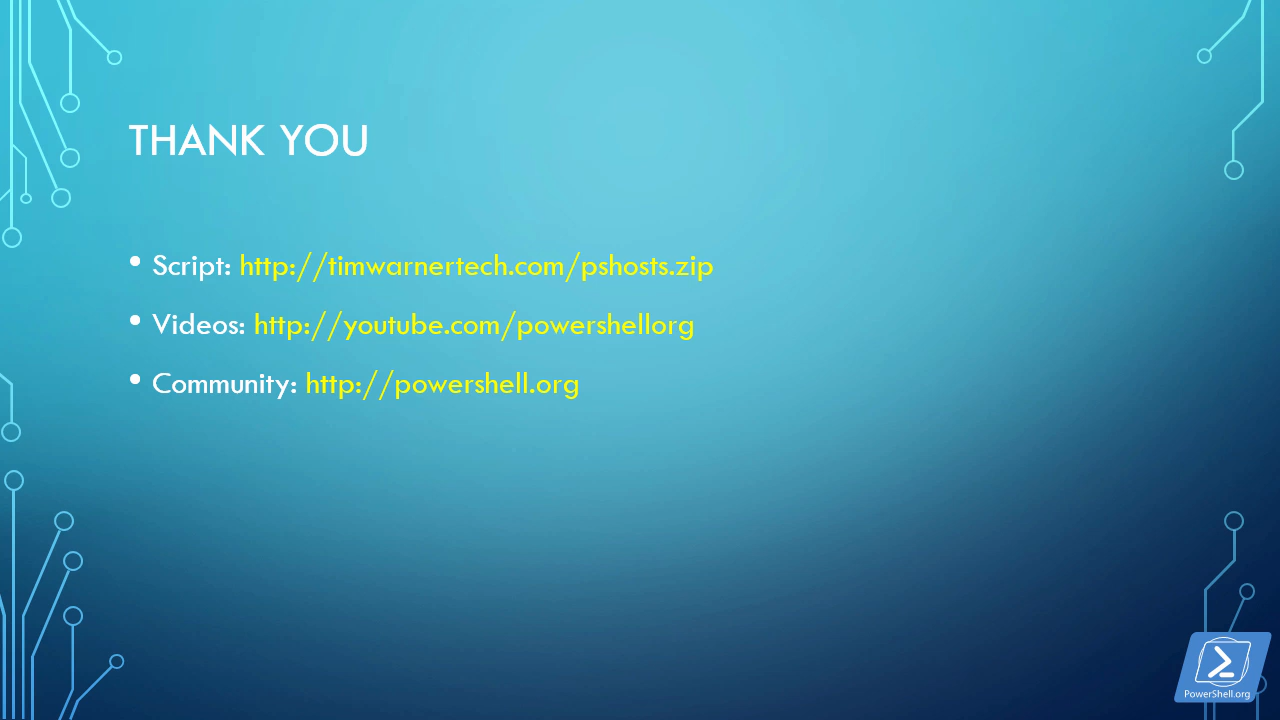 THANK YOU
• Script: http://timwarnertech.com/pshosts.zip
• Videos: http://youtube.com/powershellorg
• Community: http://powershell.org
PowerShell.org